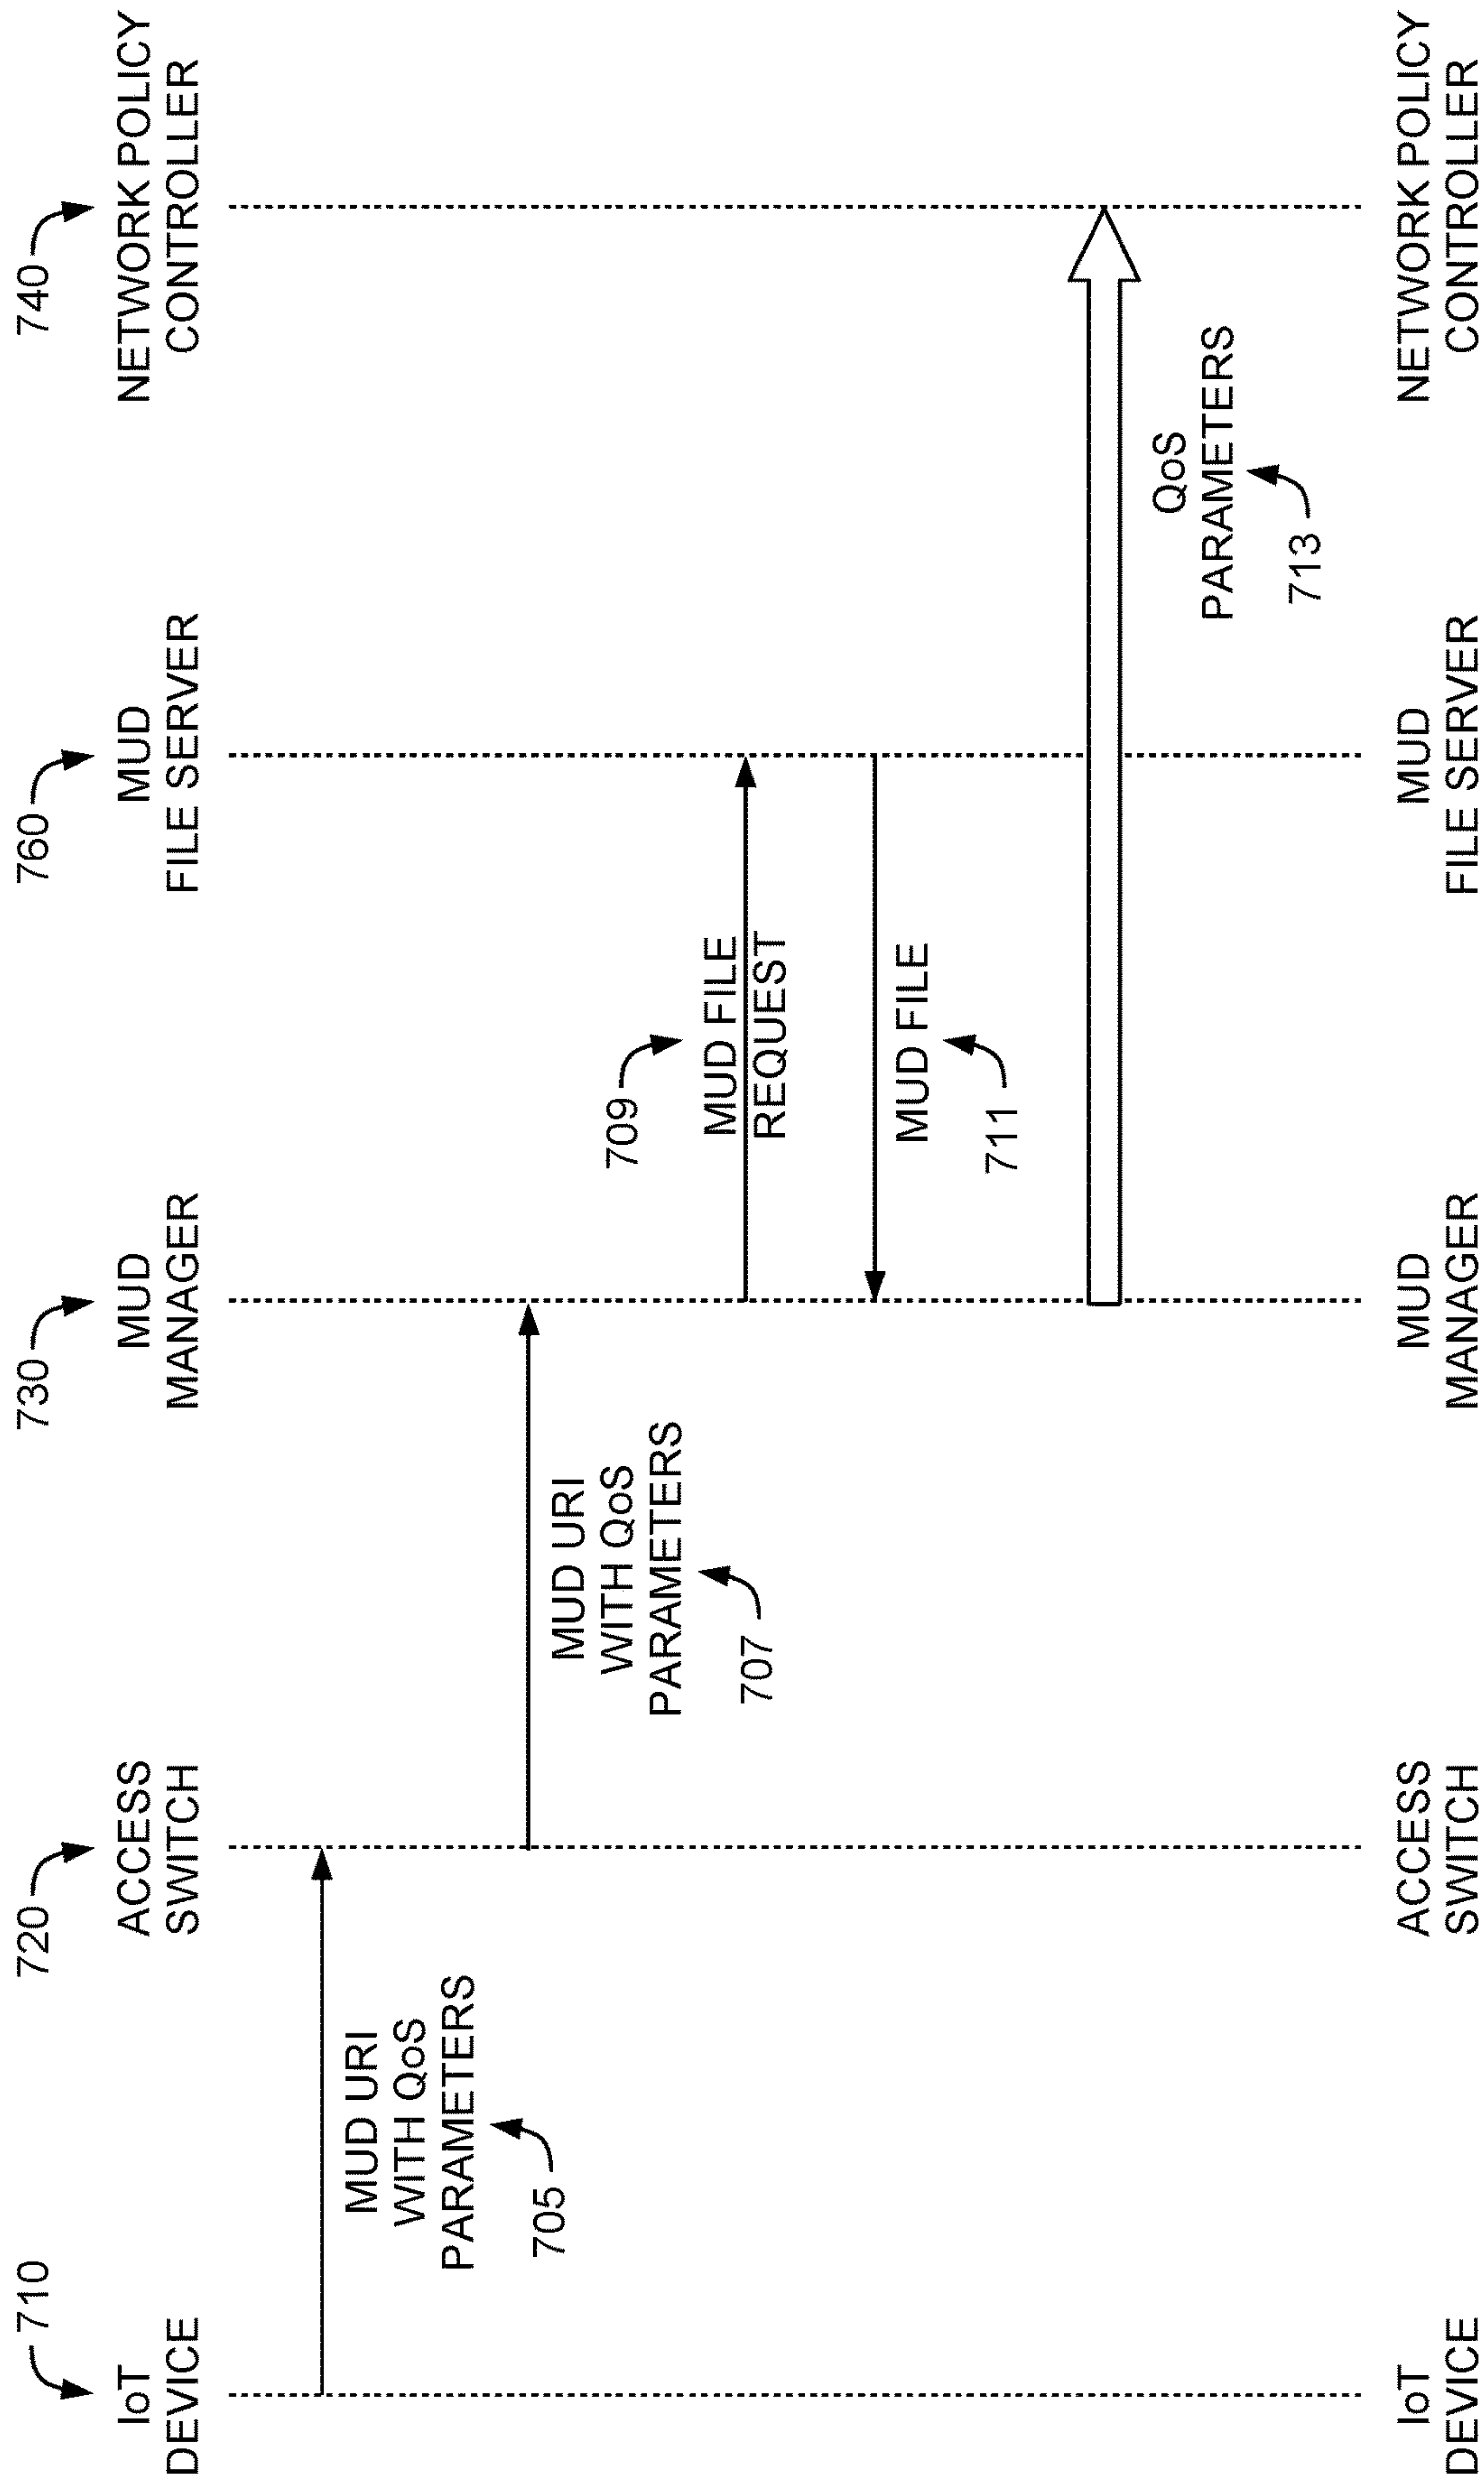 710
720
730
760
740
IoT
DEVICE
ACCESS
SWITCH
MUD
MANAGER
MUD
FILE SERVER
NETWORK POLICY
CONTROLLER
MUD URI
WITH QoS
PARAMETERS
705
MUD URI
WITH QoS
PARAMETERS
707
709
MUD FILE
REQUEST
MUD FILE
711
QoS
PARAMETERS
713
IoT
DEVICE
ACCESS
SWITCH
MUD
MANAGER
MUD
FILE SERVER
NETWORK POLICY
CONTROLLER